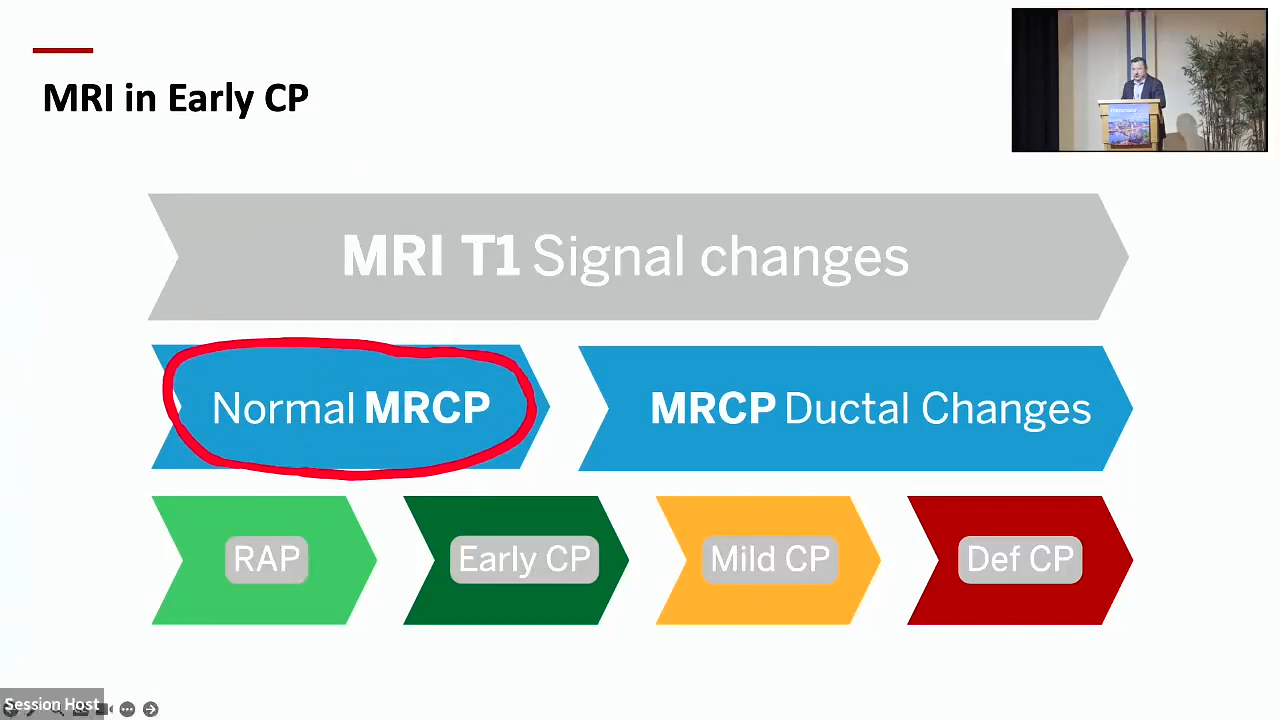 MRI in Early CP
MRI T1 Signal changes
Normal MRCP
MRCP Ductal Changes
RAP
Early CP
Mild CP
Def CP
Session Host